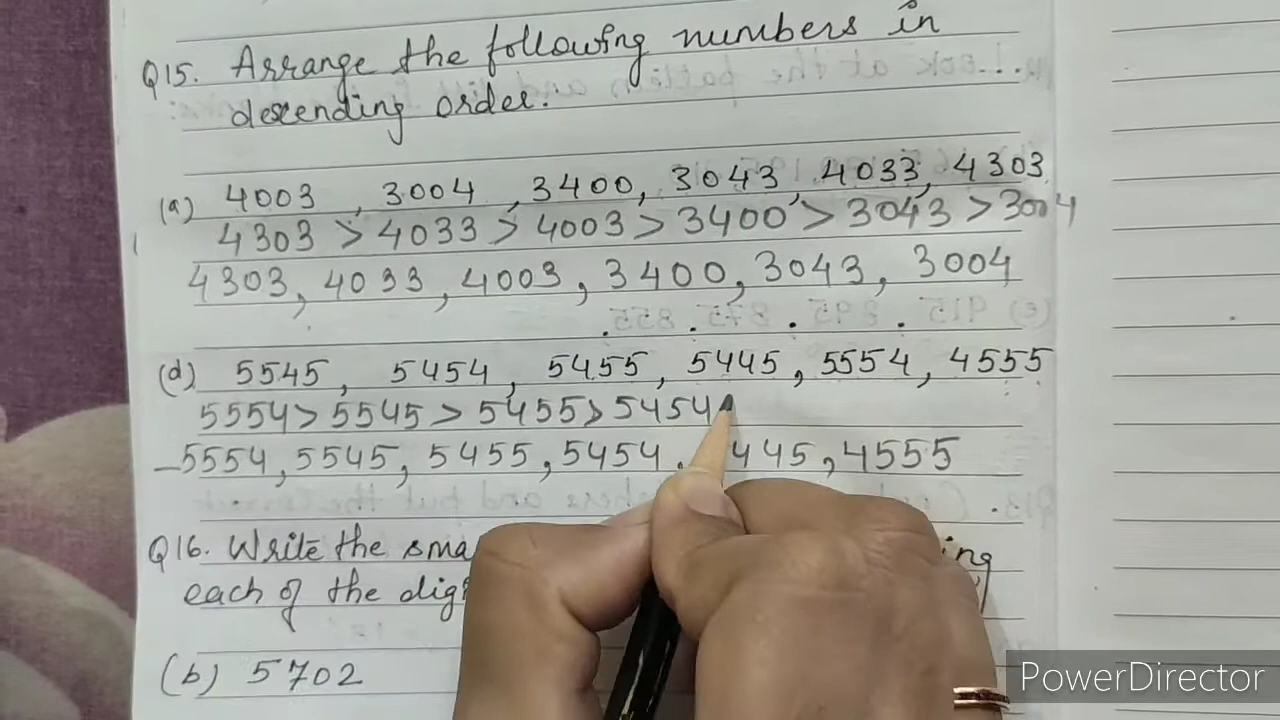 Q15. Arrange the following numbers in
descending order.
(a) 4003, 3004, 3400, 3043, 4033, 4303
4303 > 4033 > 4003 > 3400 > 3043 > 3004
4303, 4033, 4003, 3400, 3043, 3004
(d) 5545, 5454, 5455, 5445, 5554, 4555
5554 > 5545 > 5455 > 5454
5554, 5545, 5455, 5454, 445, 4555
Q16. Write the
each of the
(b) 5702
PowerDirector